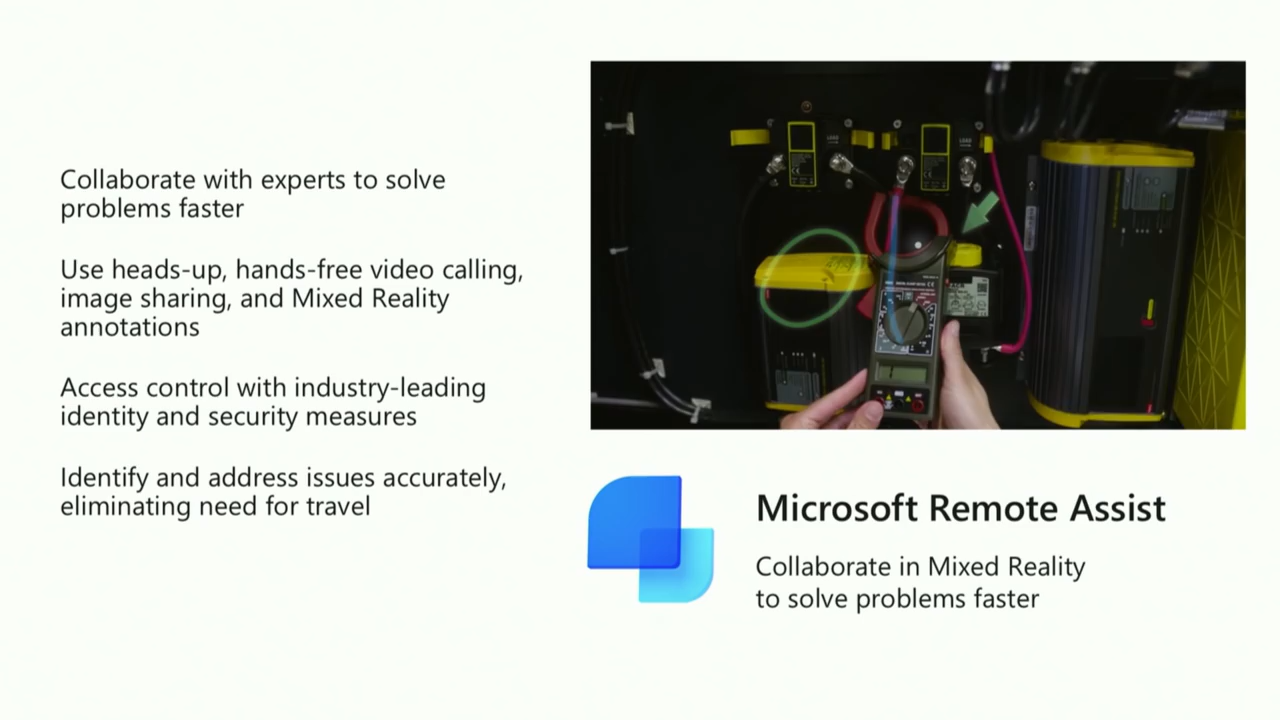 Collaborate with experts to solve
problems faster
Use heads-up, hands-free video calling,
image sharing, and Mixed Reality
annotations
Access control with industry-leading
identity and security measures
Identify and address issues accurately,
eliminating need for travel
Microsoft Remote Assist
Collaborate in Mixed Reality
to solve problems faster